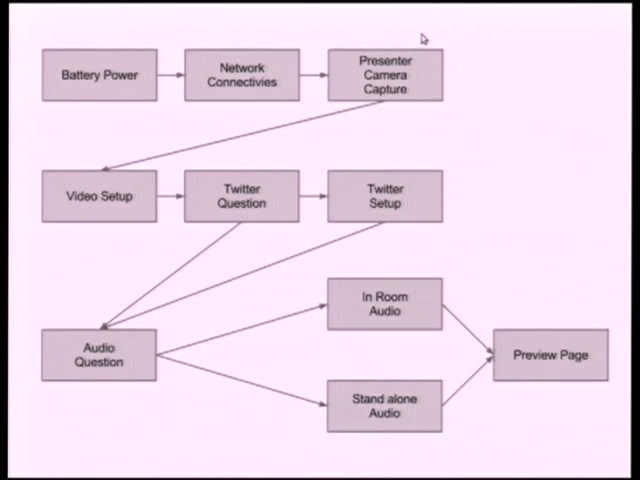 Battery Power
Network
Connectivies
Presenter
Camera
Capture
Video Setup
Twitter
Question
Twitter
Setup
In Room
Audio
Audio
Question
Preview Page
Stand alone
Audio